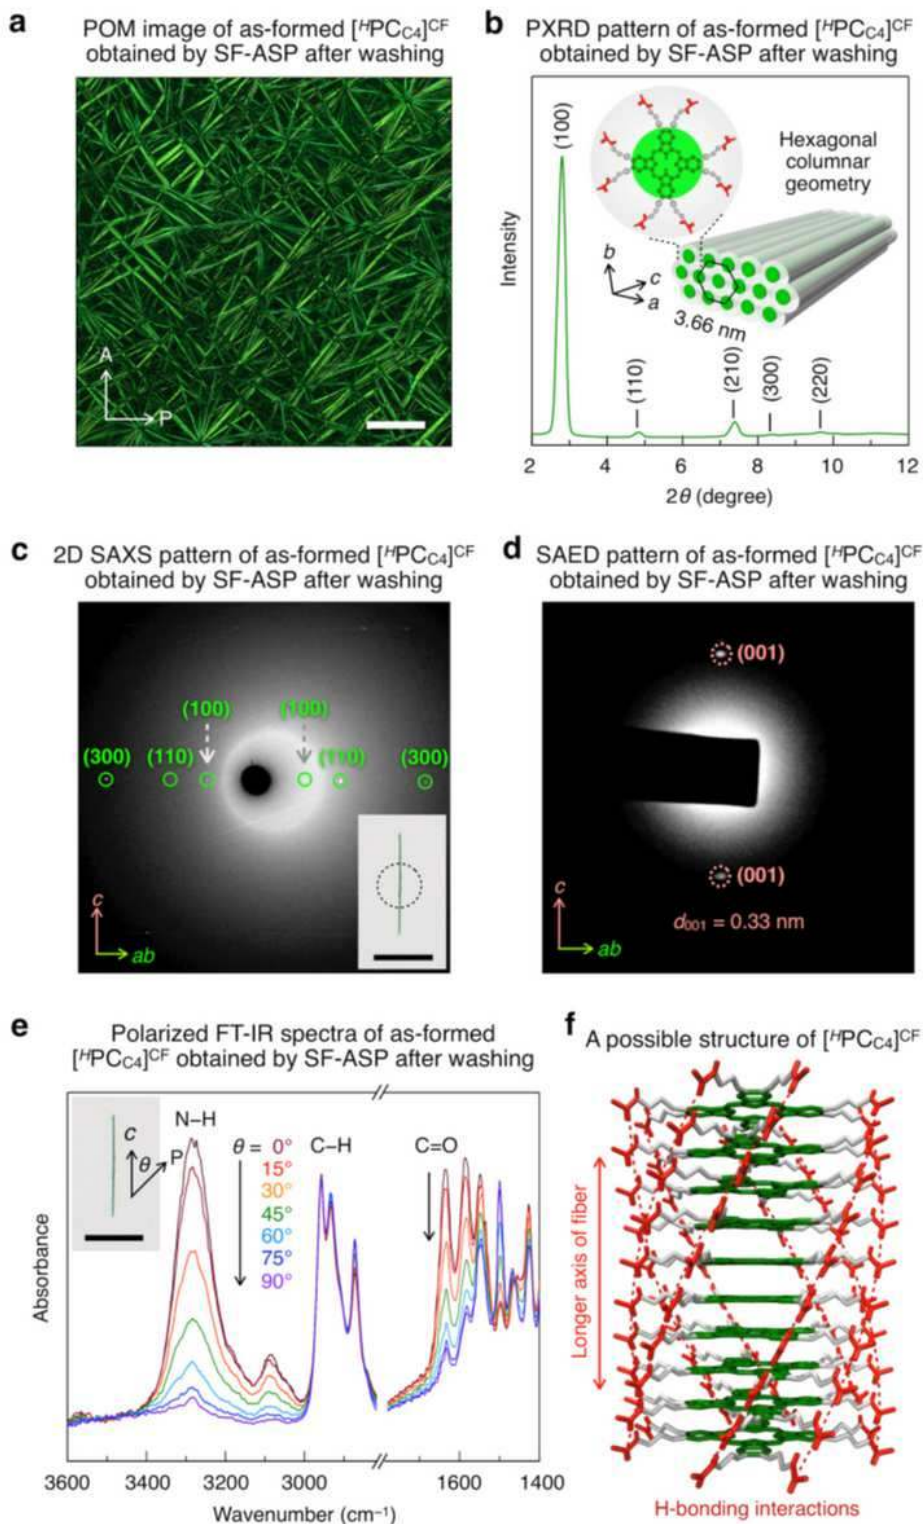 a
POM image of as-formed [ᴴPC_C4]^CF
obtained by SF-ASP after washing
A
P
b
PXRD pattern of as-formed [ᴴPC_C4]^CF
obtained by SF-ASP after washing
Intensity
(100)
Hexagonal
columnar
geometry
b
c
a
3.66 nm
(110)
(210)
(300)
(220)
2 4 6 8 10 12
2θ (degree)
c
2D SAXS pattern of as-formed [ᴴPC_C4]^CF
obtained by SF-ASP after washing
(100) (100)
(300) (110) (110) (300)
c
ab
d
SAED pattern of as-formed [ᴴPC_C4]^CF
obtained by SF-ASP after washing
(001)
(001)
d₀₀₁ = 0.33 nm
c
ab
e
Polarized FT-IR spectra of as-formed
[ᴴPC_C4]^CF obtained by SF-ASP after washing
Absorbance
c
θ
P
N–H
θ = 0°
15°
30°
45°
60°
75°
90°
C–H
C=O
3600 3400 3200 3000 1600 1400
Wavenumber (cm⁻¹)
f
A possible structure of [ᴴPC_C4]^CF
Longer axis of fiber
H-bonding interactions